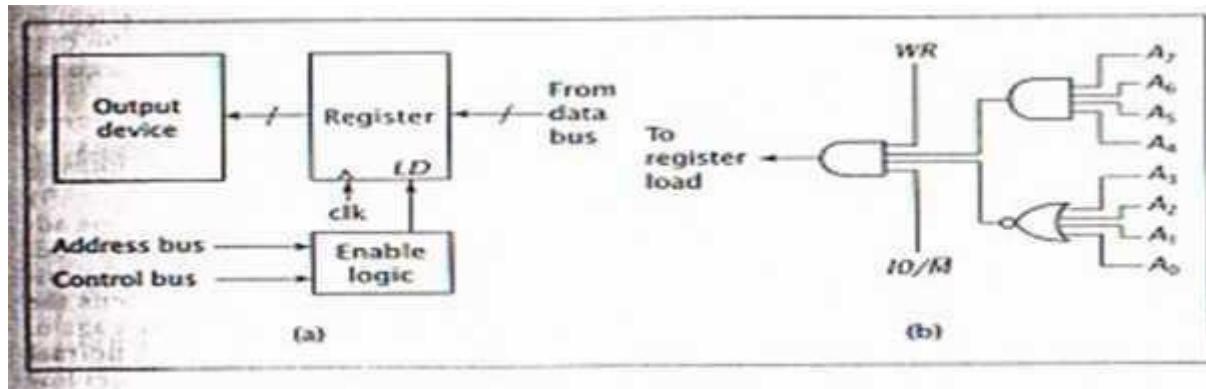 Output
device
Register
LD
clk
From
data
bus
Address bus
Control bus
Enable
logic
(a)
WR
To
register
load
IO/M̅
A7
A6
A5
A4
A3
A2
A1
A0
(b)